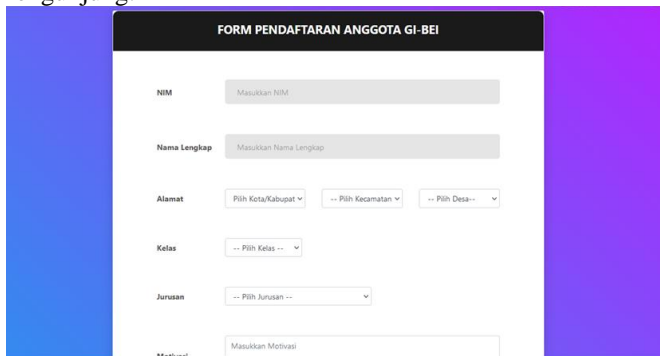 FORM PENDAFTARAN ANGGOTA GI-BEI
NIM
Masukkan NIM
Nama Lengkap
Masukkan Nama Lengkap
Alamat
Pilih Kota/Kabupat
-- Pilih Kecamatan
-- Pilih Desa--
Kelas
-- Pilih Kelas --
Jurusan
-- Pilih Jurusan --
Masukkan Motivasi
Motivasi